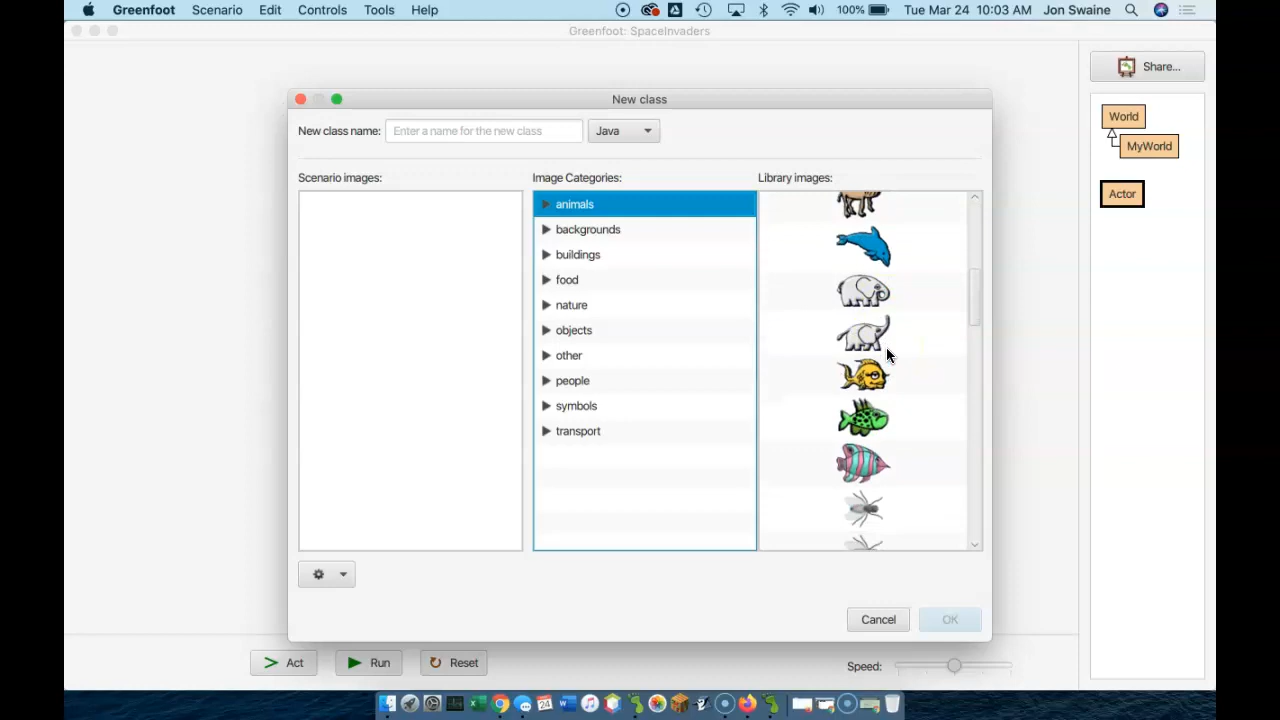 Greenfoot Scenario Edit Controls Tools Help 100% Tue Mar 24 10:03 AM Jon Swaine
Greenfoot: SpaceInvaders
Share...
New class
New class name: Enter a name for the new class Java
World
MyWorld
Actor
Scenario images: Image Categories: Library images:
animals
backgrounds
buildings
food
nature
objects
other
people
symbols
transport
Cancel OK
Act Run Reset Speed: